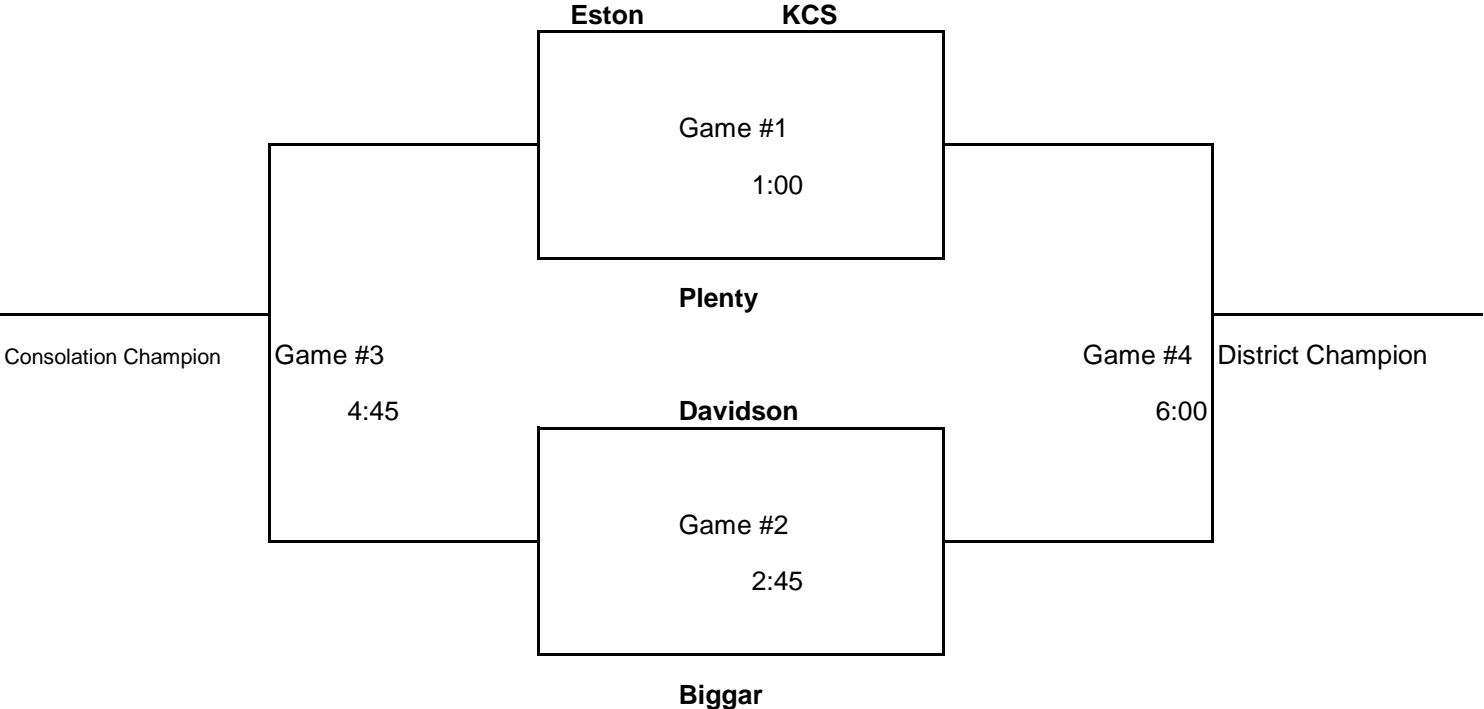 Eston KCS
Game #1
1:00
Plenty
Consolation Champion Game #3 Game #4 District Champion
4:45 Davidson 6:00
Game #2
2:45
Biggar